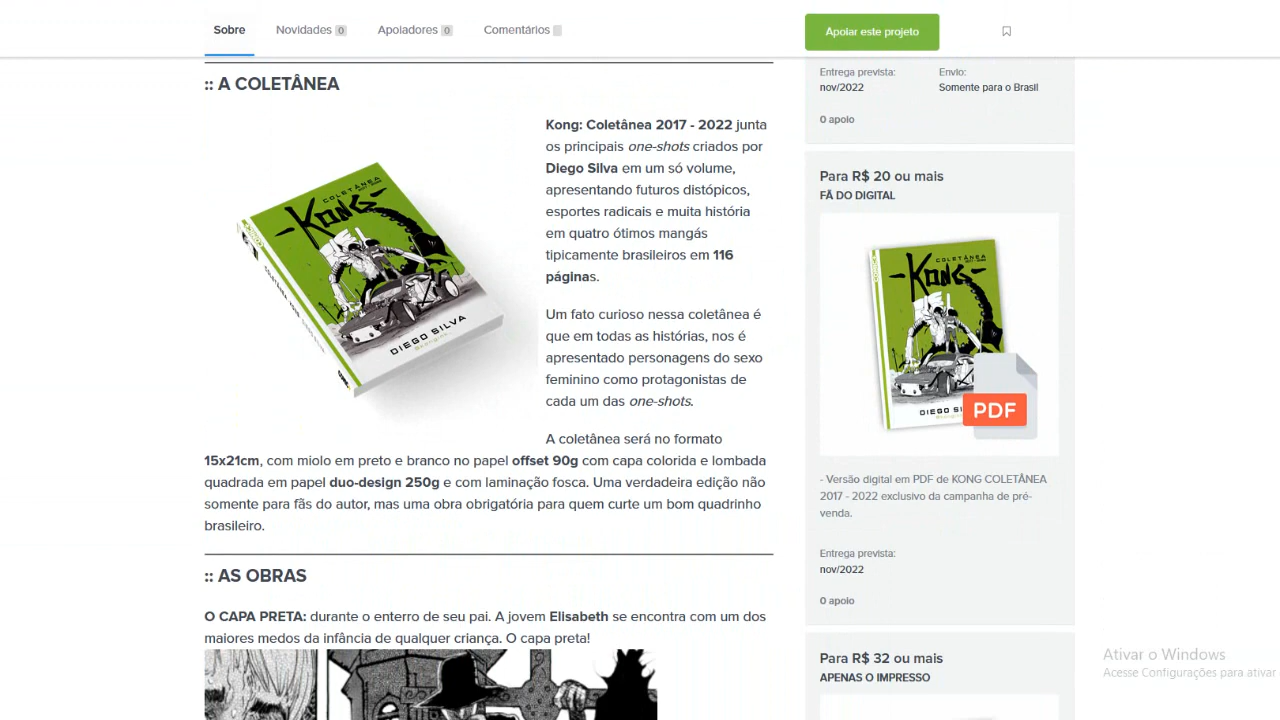 Sobre
Novidades 0
Apoiadores 0
Comentários
Apoiar este projeto
:: A COLETÂNEA
COLETÂNEA
KONG
DIEGO SILVA
Kong: Coletânea 2017 - 2022 junta
os principais one-shots criados por
Diego Silva em um só volume,
apresentando futuros distópicos,
esportes radicais e muita história
em quatro ótimos mangás
tipicamente brasileiros em 116
páginas.
Um fato curioso nessa coletânea é
que em todas as histórias, nos é
apresentado personagens do sexo
feminino como protagonistas de
cada um das one-shots.
A coletânea será no formato
15x21cm, com miolo em preto e branco no papel offset 90g com capa colorida e lombada
quadrada em papel duo-design 250g e com laminação fosca. Uma verdadeira edição não
somente para fãs do autor, mas uma obra obrigatória para quem curte um bom quadrinho
brasileiro.
:: AS OBRAS
O CAPA PRETA: durante o enterro de seu pai. A jovem Elisabeth se encontra com um dos
maiores medos da infância de qualquer criança. O capa preta!
Entrega prevista:
nov/2022
Envio:
Somente para o Brasil
0 apoio
Para R$ 20 ou mais
FÃ DO DIGITAL
COLETÂNEA
KONG
DIEGO SI
PDF
- Versão digital em PDF de KONG COLETÂNEA
2017 - 2022 exclusivo da campanha de pré-
venda.
Entrega prevista:
nov/2022
0 apoio
Para R$ 32 ou mais
APENAS O IMPRESSO
Ativar o Windows
Acesse Configurações para ativar